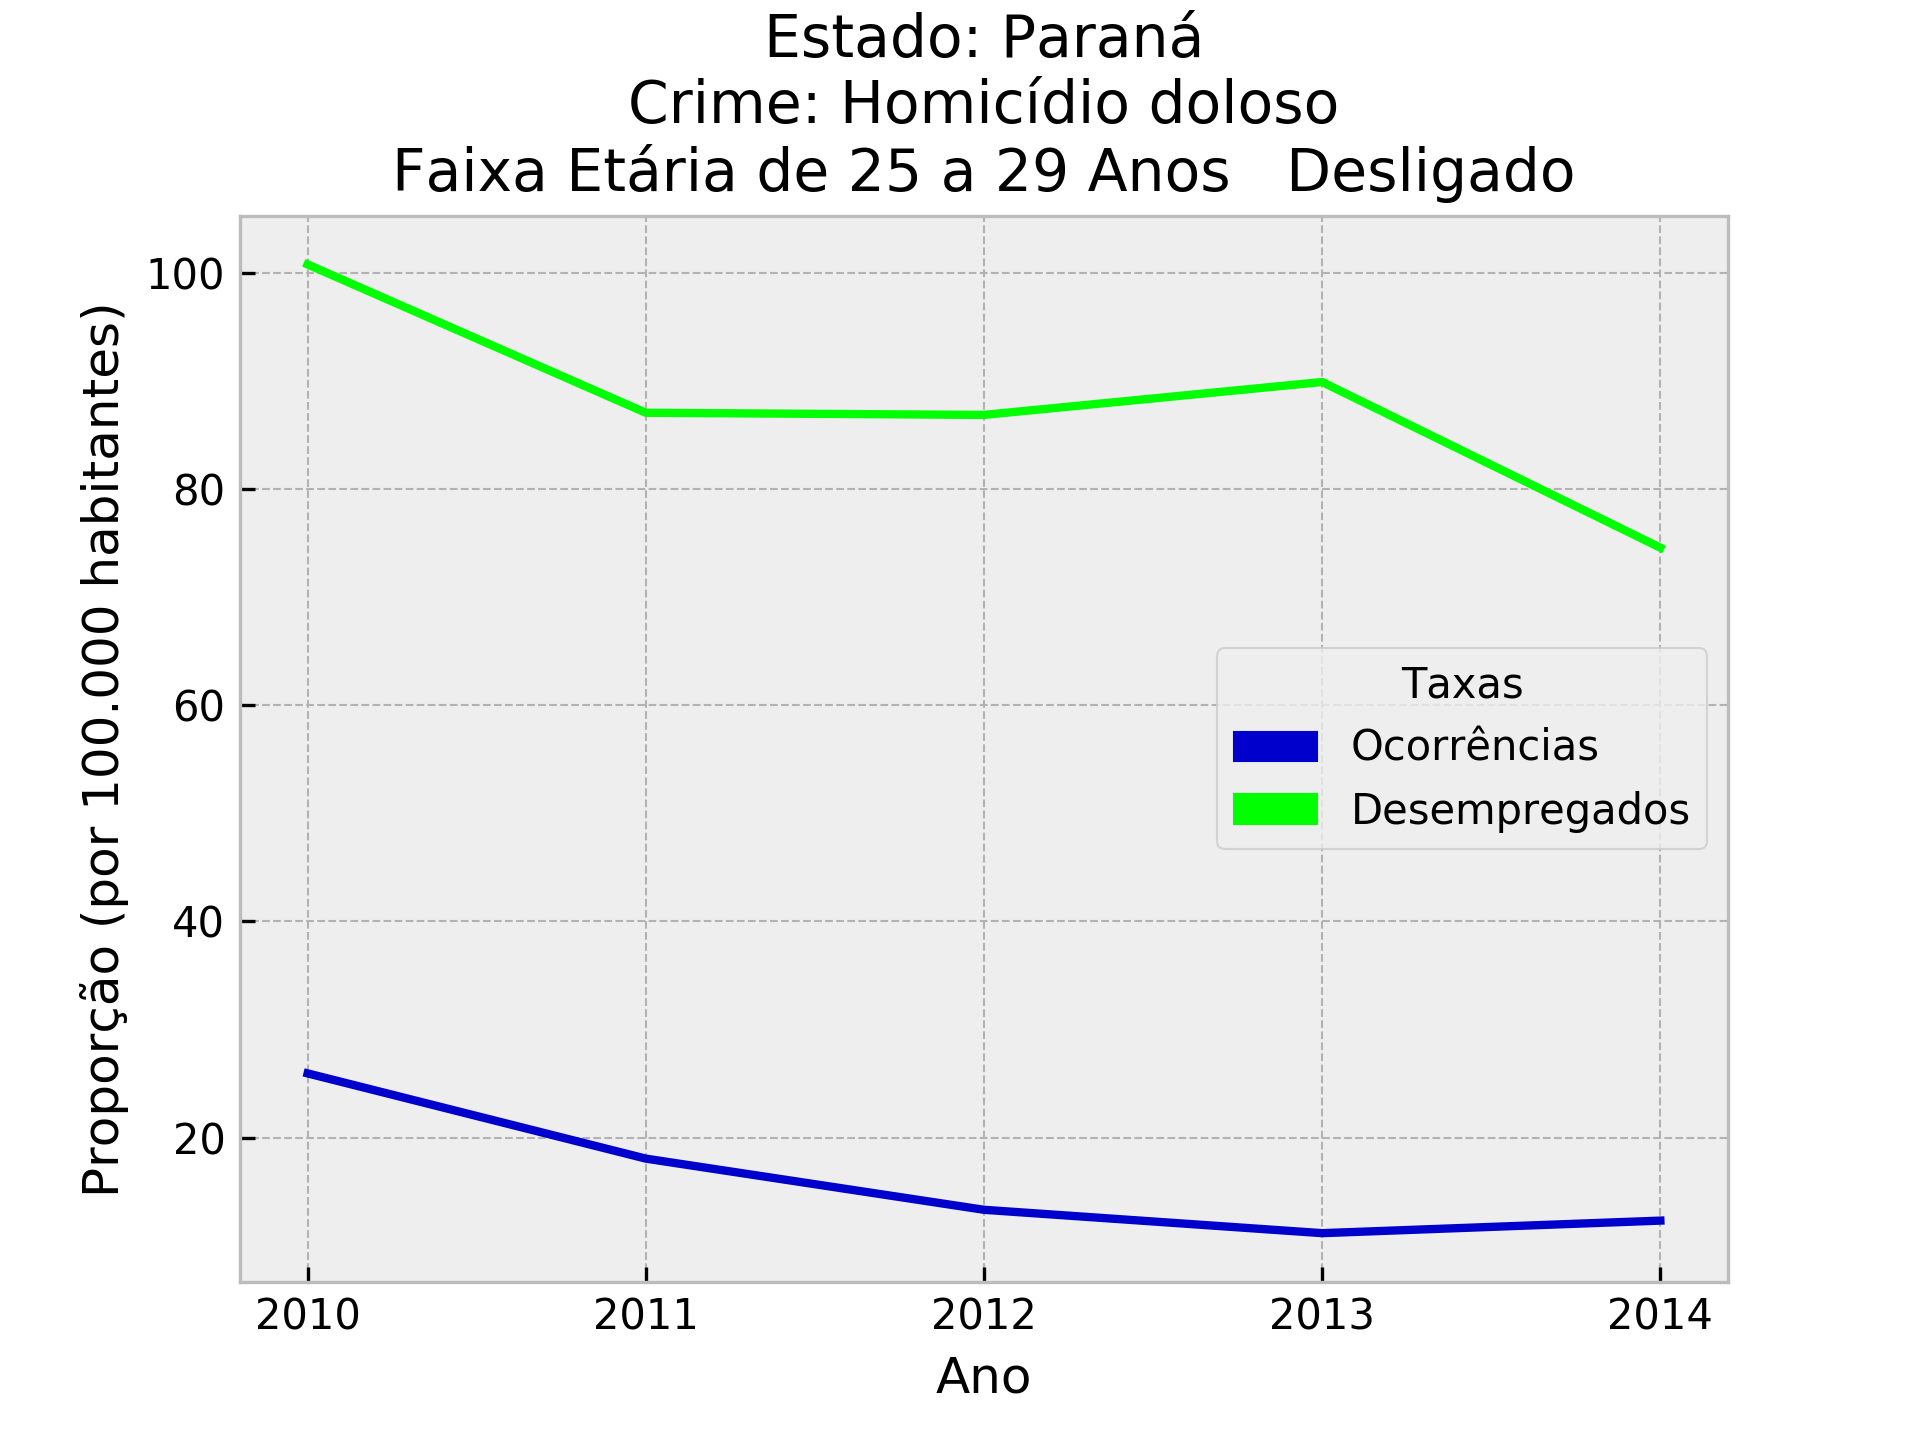 Estado: Paraná
Crime: Homicídio doloso
Faixa Etária de 25 a 29 Anos   Desligado
Proporção (por 100.000 habitantes)
100
80
60
40
20
Taxas
Ocorrências
Desempregados
2010 2011 2012 2013 2014
Ano